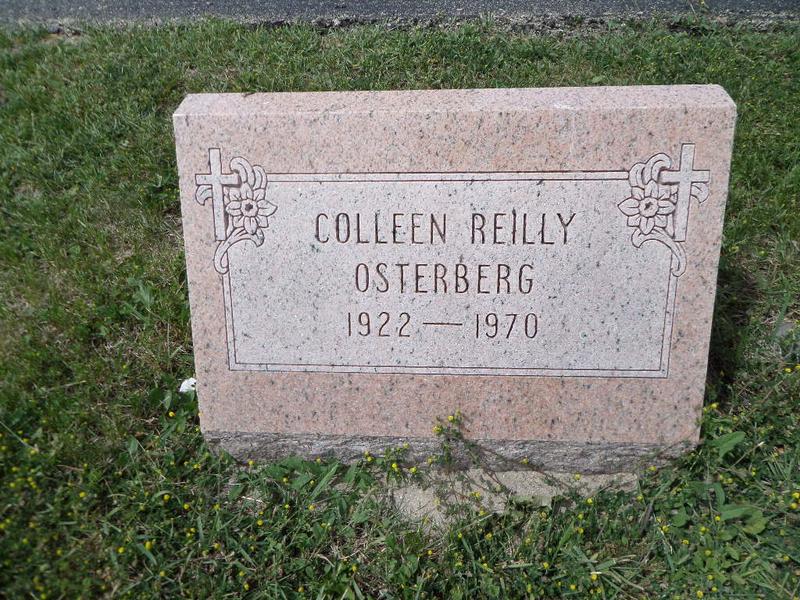 COLLEEN REILLY
OSTERBERG
1922 — 1970